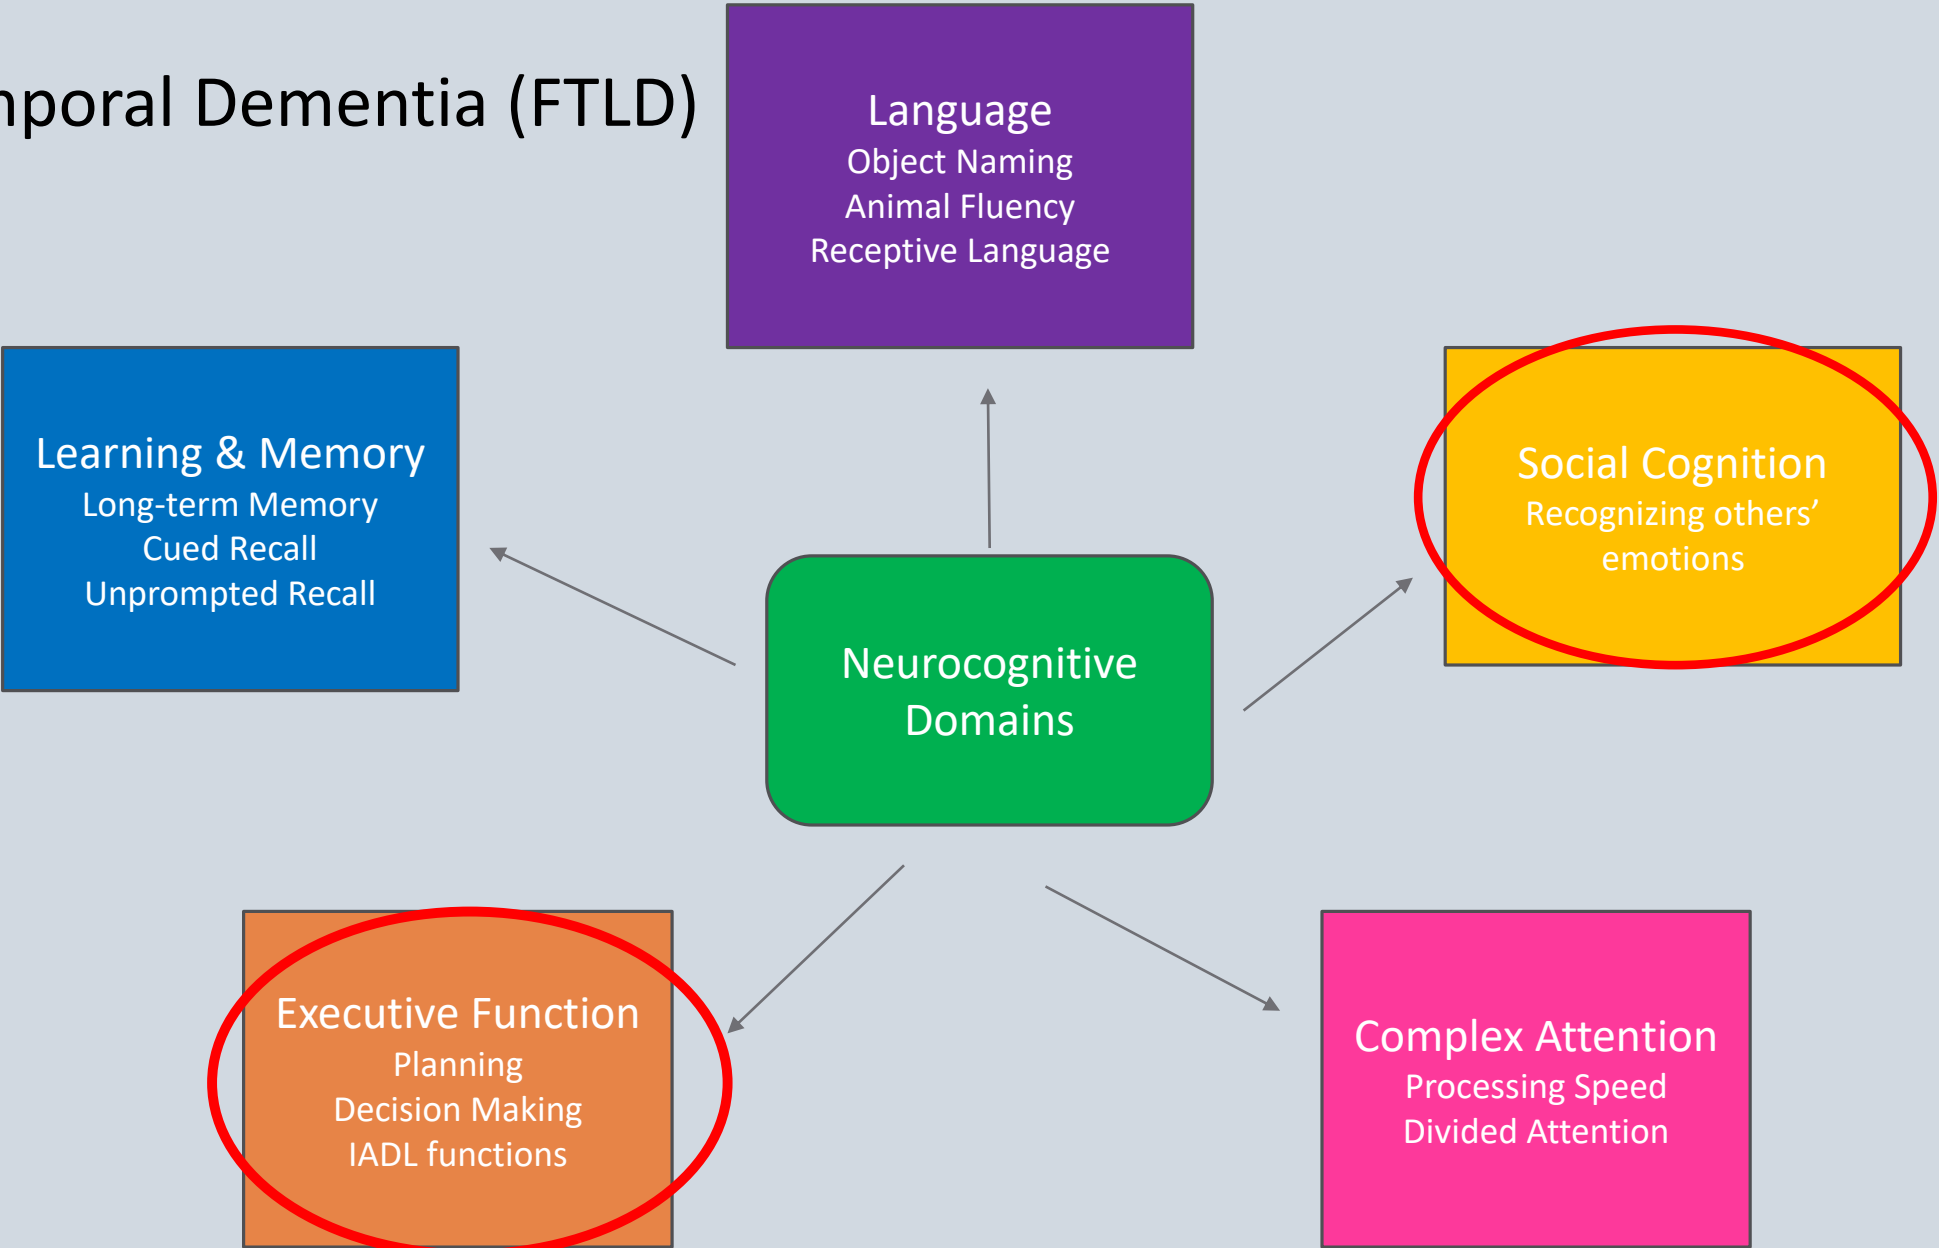 mporal Dementia (FTLD)
Language
Object Naming
Animal Fluency
Receptive Language
Learning & Memory
Long-term Memory
Cued Recall
Unprompted Recall
Social Cognition
Recognizing others’
emotions
Neurocognitive
Domains
Executive Function
Planning
Decision Making
IADL functions
Complex Attention
Processing Speed
Divided Attention